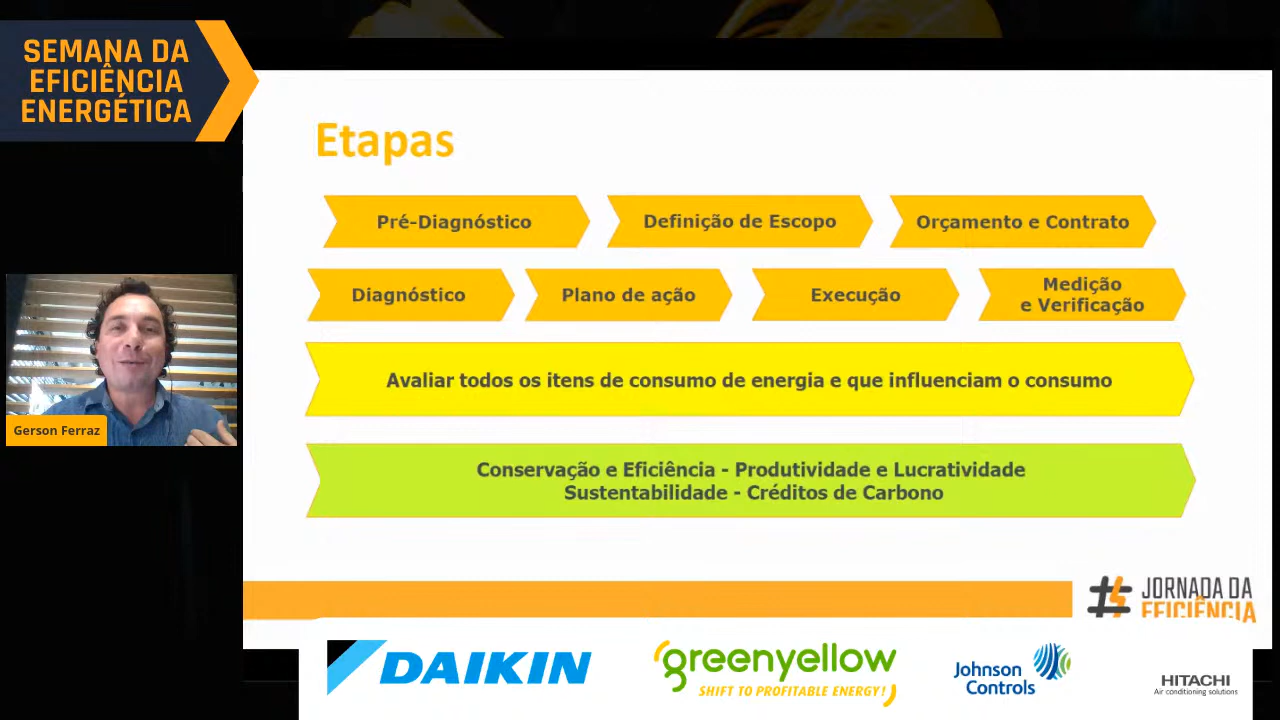 SEMANA DA
EFICIÊNCIA
ENERGÉTICA
Etapas
Pré-Diagnóstico
Definição de Escopo
Orçamento e Contrato
Diagnóstico
Plano de ação
Execução
Medição
e Verificação
Avaliar todos os itens de consumo de energia e que influenciam o consumo
Conservação e Eficiência - Produtividade e Lucratividade
Sustentabilidade - Créditos de Carbono
Gerson Ferraz
JORNADA DA
EFICIÊNCIA
DAIKIN
greenyellow
SHIFT TO PROFITABLE ENERGY!
Johnson
Controls
HITACHI
Air conditioning solutions